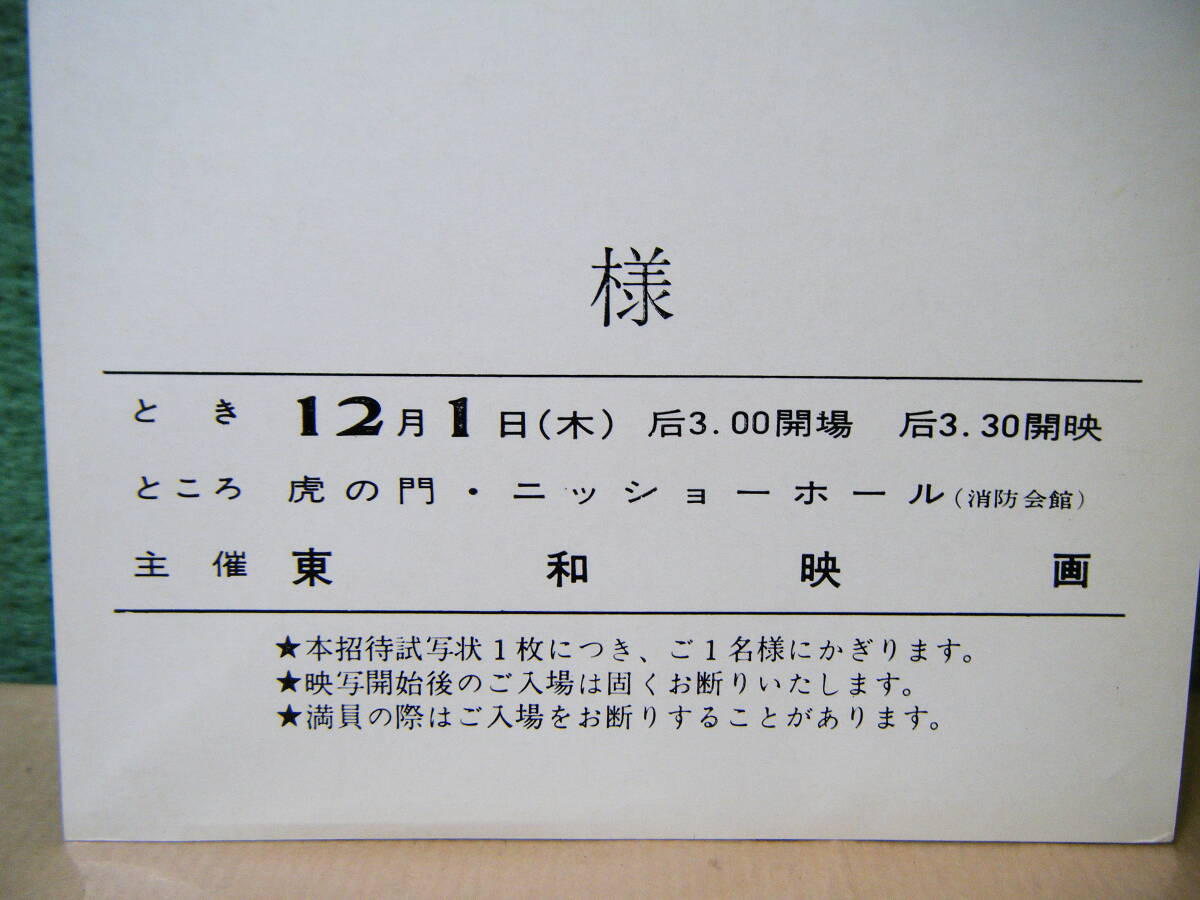 様
とき 12月1日(木) 后3.00開場 后3.30開映
ところ 虎の門・ニッショーホール(消防会館)
主催 東和映画
★本招待試写状1枚につき、ご1名様にかぎります。
★映写開始後のご入場は固くお断りいたします。
★満員の際はご入場をお断りすることがあります。